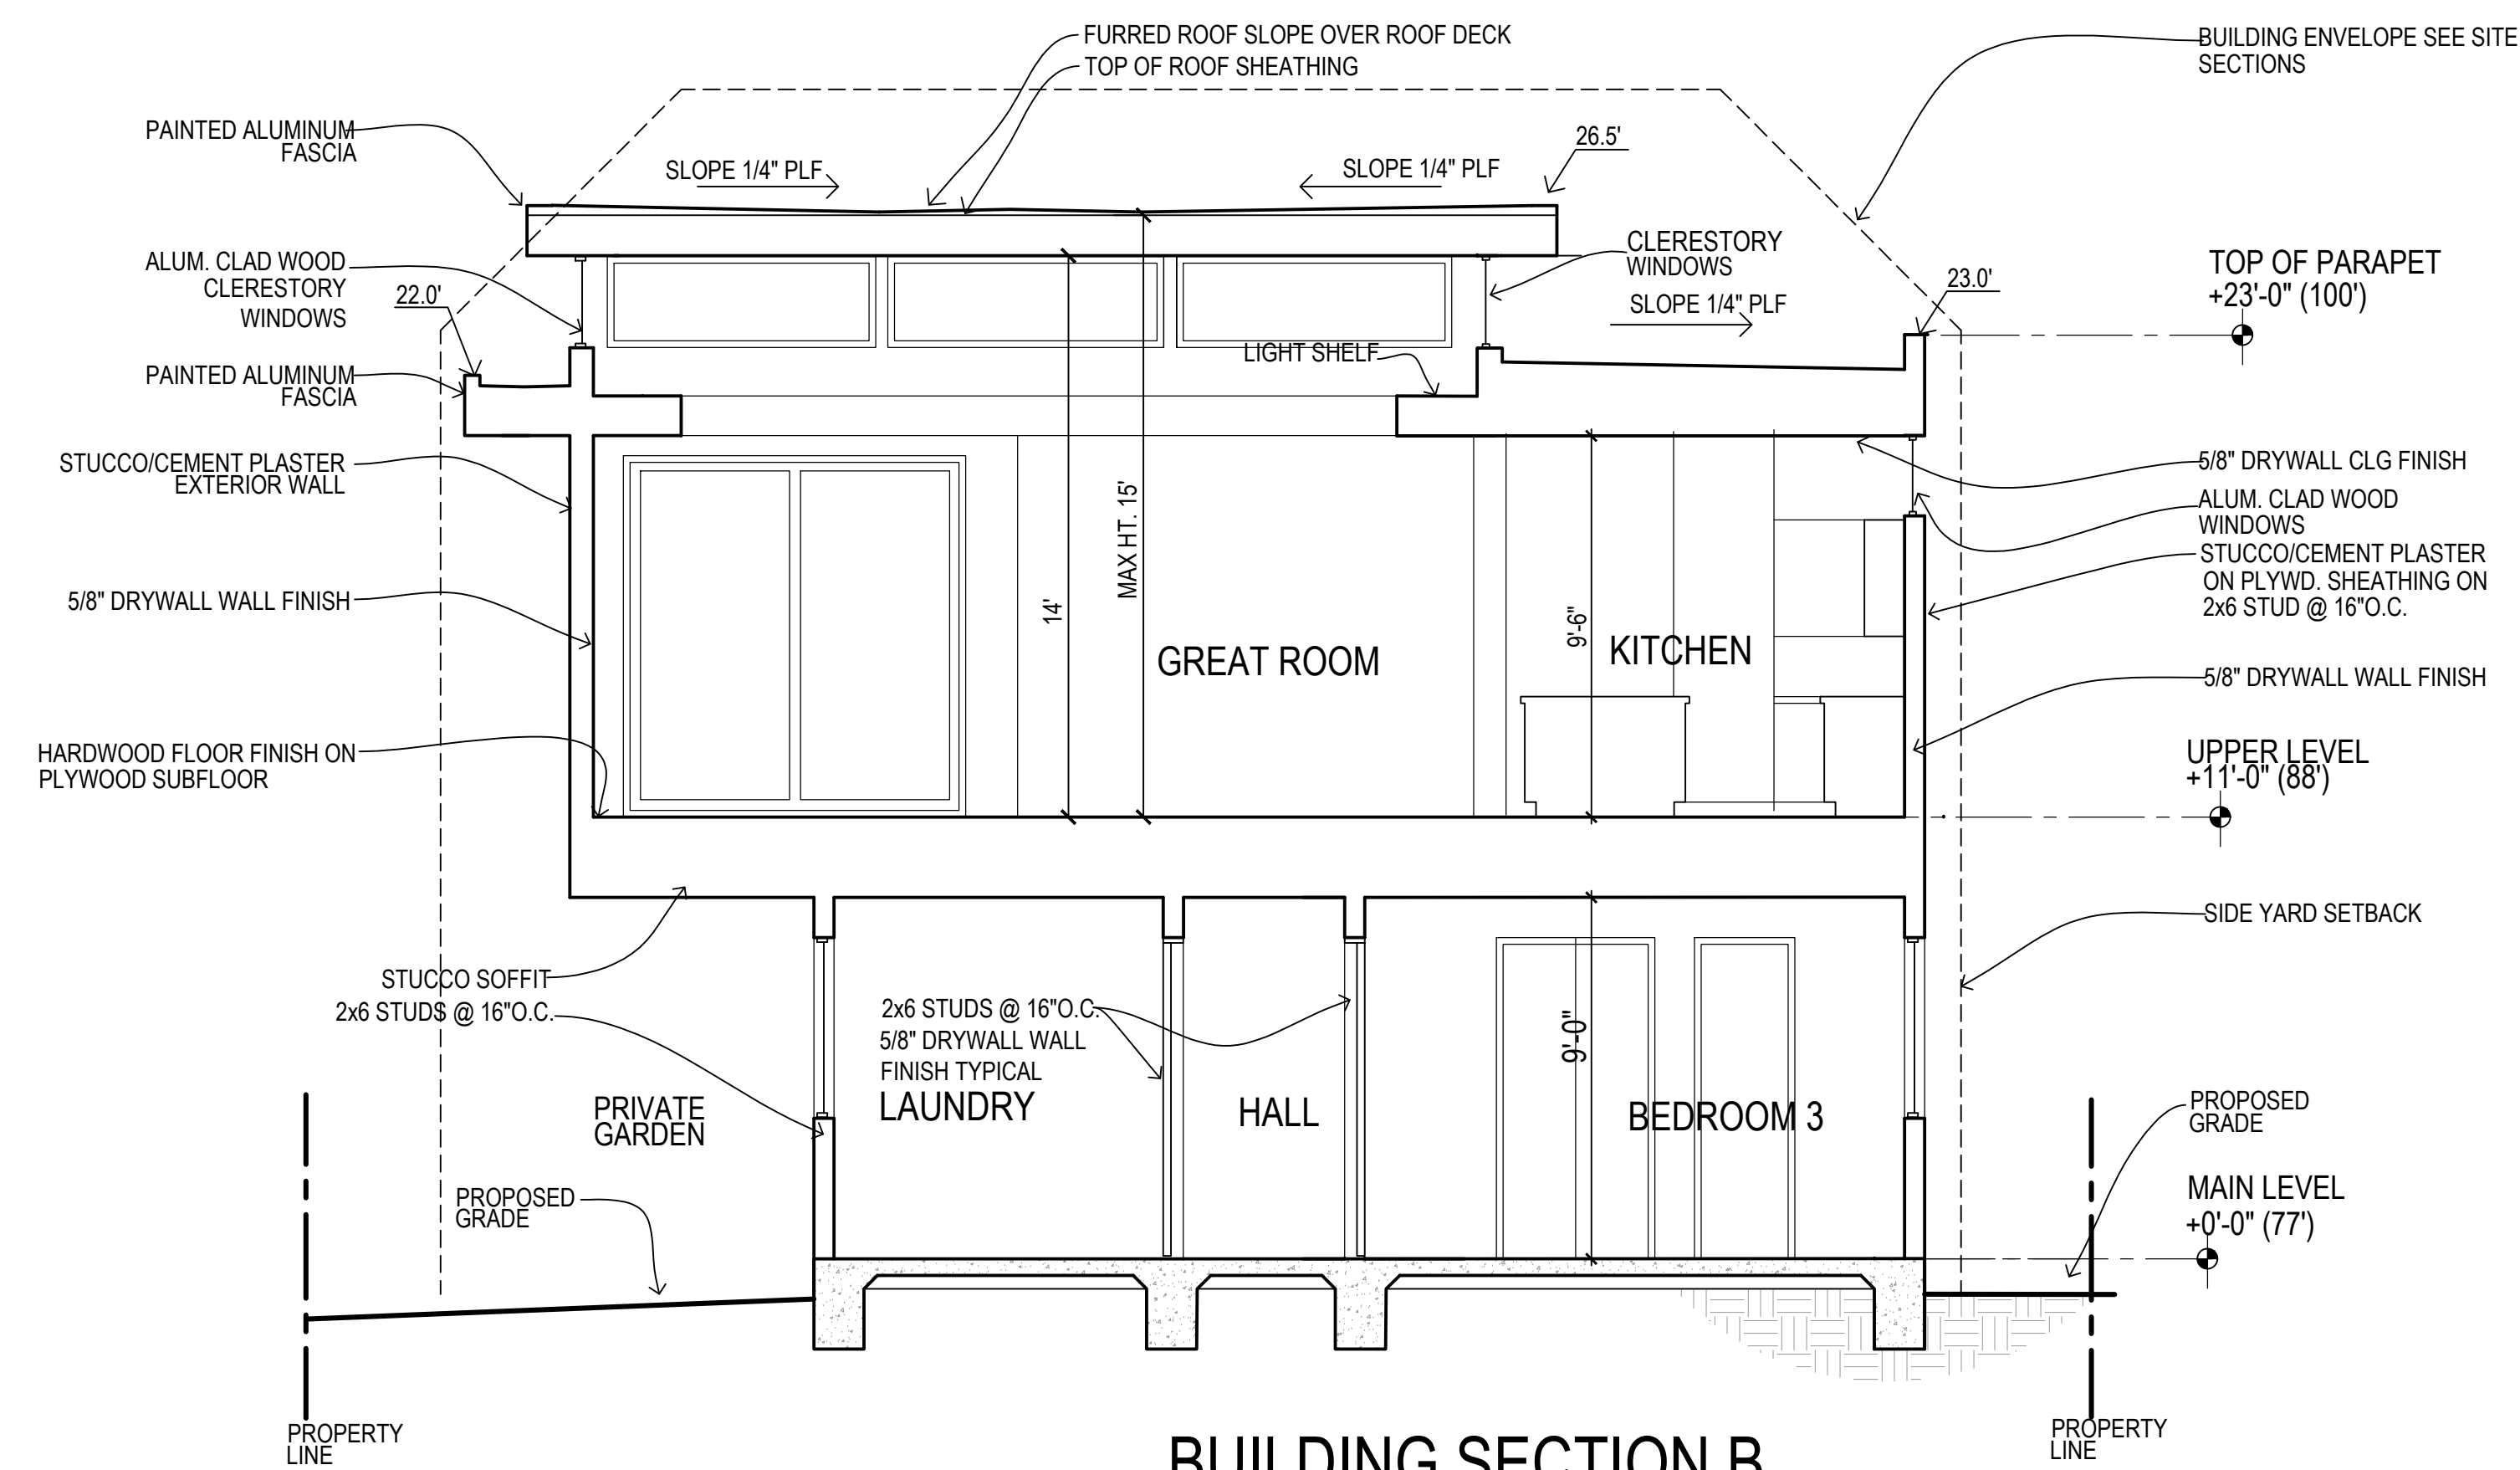 FURRED ROOF SLOPE OVER ROOF DECK
TOP OF ROOF SHEATHING
BUILDING ENVELOPE SEE SITE
SECTIONS
PAINTED ALUMINUM
FASCIA
SLOPE 1/4" PLF
SLOPE 1/4" PLF
26.5'
ALUM. CLAD WOOD
CLERESTORY
WINDOWS
22.0'
CLERESTORY
WINDOWS
SLOPE 1/4" PLF
23.0'
TOP OF PARAPET
+23'-0" (100')
LIGHT SHELF
PAINTED ALUMINUM
FASCIA
STUCCO/CEMENT PLASTER
EXTERIOR WALL
5/8" DRYWALL CLG FINISH
ALUM. CLAD WOOD
WINDOWS
STUCCO/CEMENT PLASTER
ON PLYWD. SHEATHING ON
2x6 STUD @ 16"O.C.
5/8" DRYWALL WALL FINISH
14'
MAX HT. 15'
9'-6"
GREAT ROOM
KITCHEN
5/8" DRYWALL WALL FINISH
HARDWOOD FLOOR FINISH ON
PLYWOOD SUBFLOOR
UPPER LEVEL
+11'-0" (88')
SIDE YARD SETBACK
STUCCO SOFFIT
2x6 STUDS @ 16"O.C.
2x6 STUDS @ 16"O.C.
5/8" DRYWALL WALL
FINISH TYPICAL
9'-0"
PRIVATE
GARDEN
LAUNDRY
HALL
BEDROOM 3
PROPOSED
GRADE
PROPOSED
GRADE
MAIN LEVEL
+0'-0" (77')
PROPERTY
LINE
PROPERTY
LINE
BUILDING SECTION B